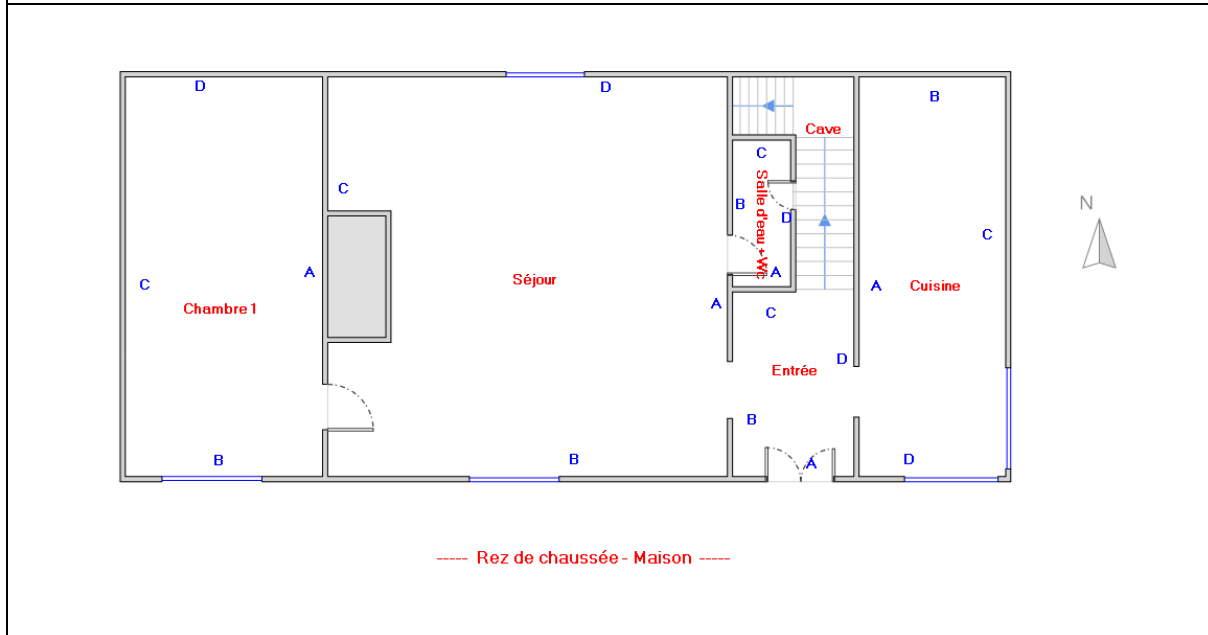 D
D
B
Cave
C
Salle d'eau + Wc
C
B
D
N
C
A
A
Séjour
C
A
Cuisine
Chambre 1
A
C
D
Entrée
B
B
B
A
D
----- Rez de chaussée - Maison -----